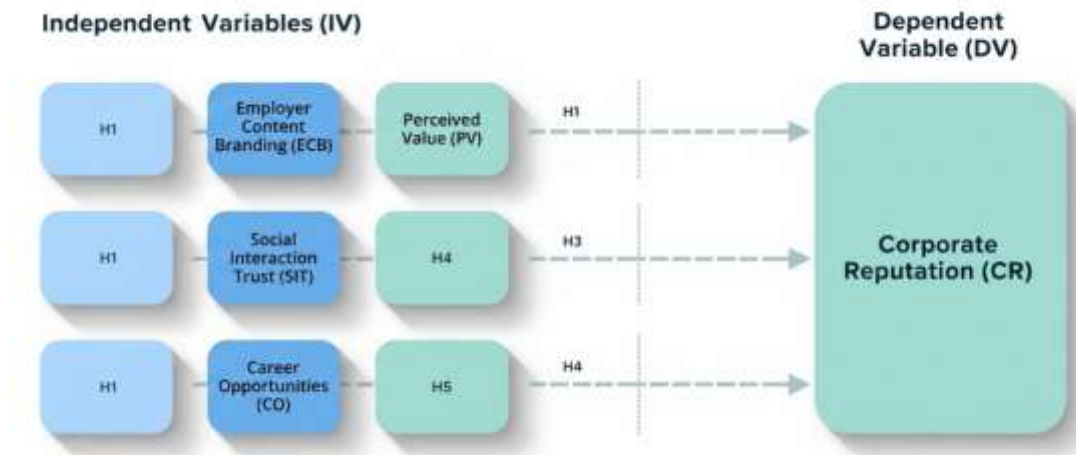 Independent Variables (IV)
Dependent
Variable (DV)
H1
Employer
Content
Branding (ECB)
Perceived
Value (PV)
H1
H1
Social
Interaction
Trust (SIT)
H4
H3
Corporate
Reputation (CR)
H1
Career
Opportunities
(CO)
H5
H4